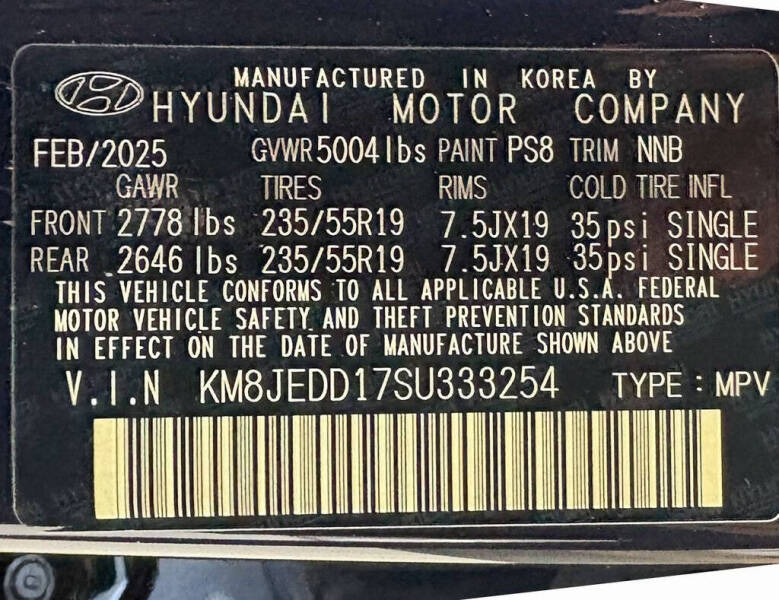 MANUFACTURED IN KOREA BY
HYUNDAI MOTOR COMPANY
FEB/2025 GVWR 5004 lbs PAINT PS8 TRIM NNB
GAWR TIRES RIMS COLD TIRE INFL
FRONT 2778 lbs 235/55R19 7.5JX19 35psi SINGLE
REAR 2646 lbs 235/55R19 7.5JX19 35psi SINGLE
THIS VEHICLE CONFORMS TO ALL APPLICABLE U.S.A. FEDERAL
MOTOR VEHICLE SAFETY AND THEFT PREVENTION STANDARDS
IN EFFECT ON THE DATE OF MANUFACTURE SHOWN ABOVE
V.I.N KM8JEDD17SU333254 TYPE : MPV